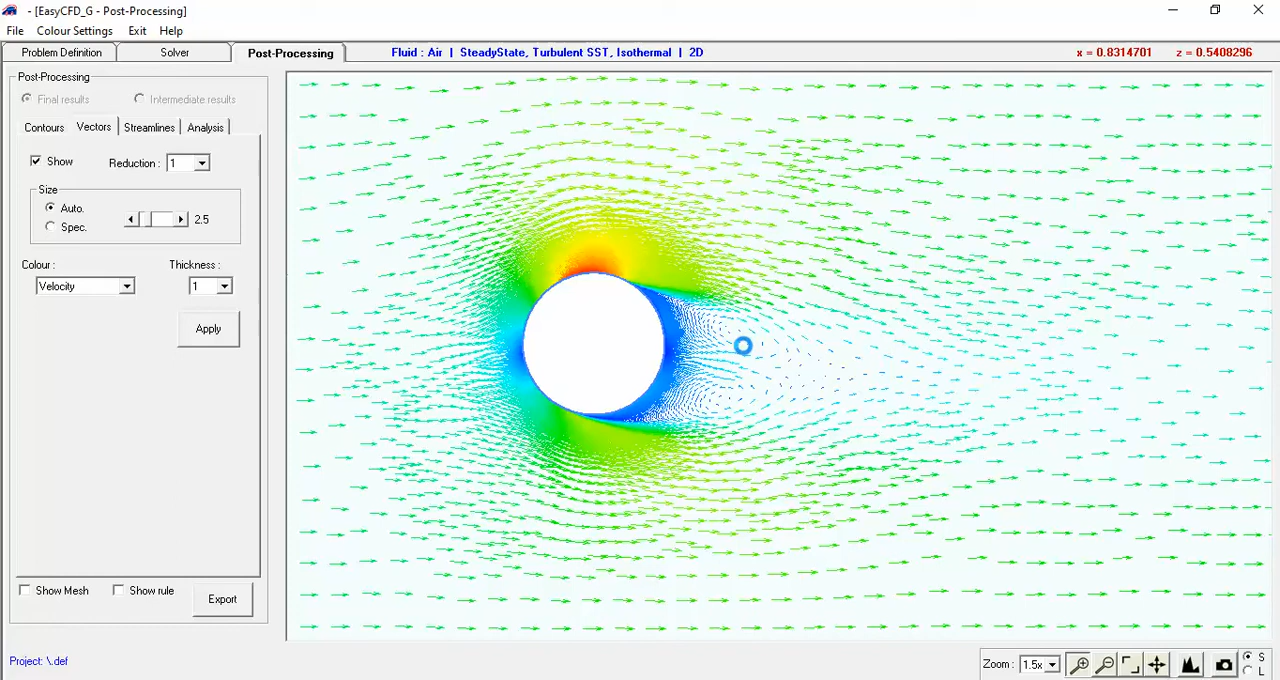 - [EasyCFD_G - Post-Processing]
File Colour Settings Exit Help
Problem Definition Solver Post-Processing Fluid : Air | SteadyState, Turbulent SST, Isothermal | 2D x = 0.8314701 z = 0.5408296
Post-Processing
Final results Intermediate results
Contours Vectors Streamlines Analysis
Show Reduction : 1
Size
Auto. 2.5
Spec.
Colour : Thickness :
Velocity 1
Apply
Show Mesh Show rule Export
Project: \.def
Zoom : 1.5x S
L